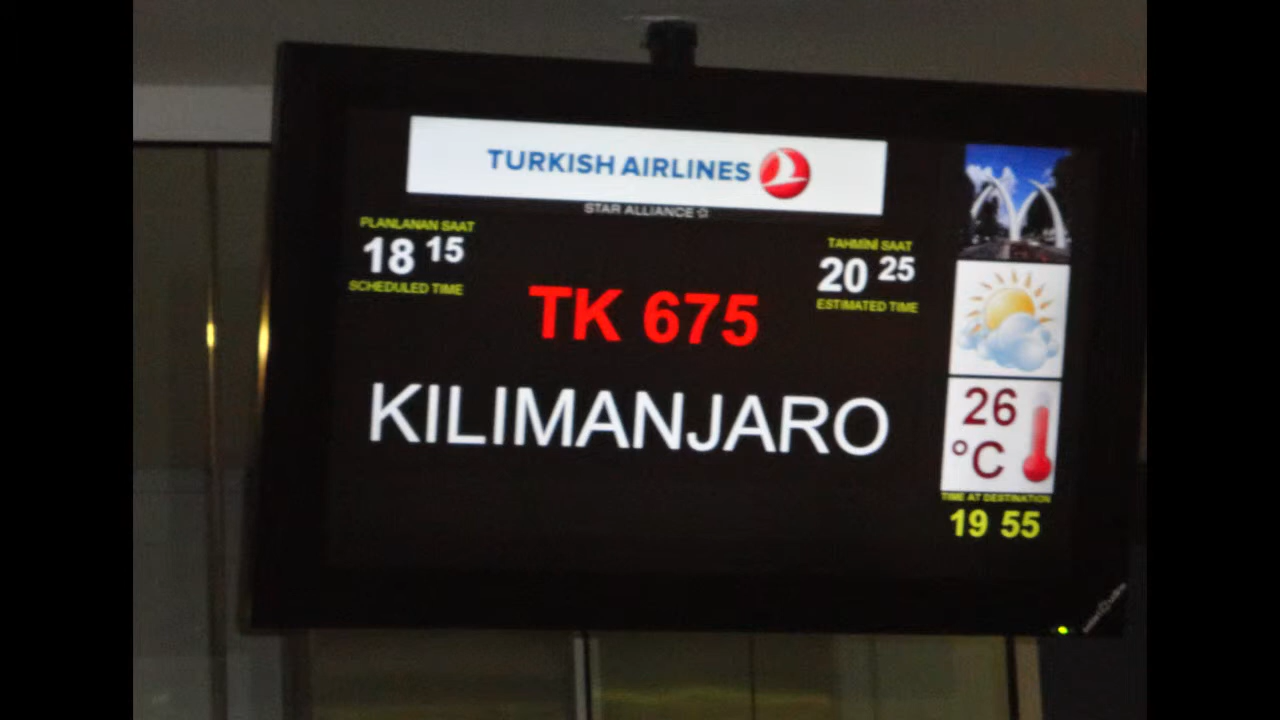 TURKISH AIRLINES
STAR ALLIANCE
PLANLANAN SAAT
18 15
SCHEDULED TIME
TAHMİNİ SAAT
20 25
ESTIMATED TIME
TK 675
KILIMANJARO
26
°C
TIME AT DESTINATION
19 55